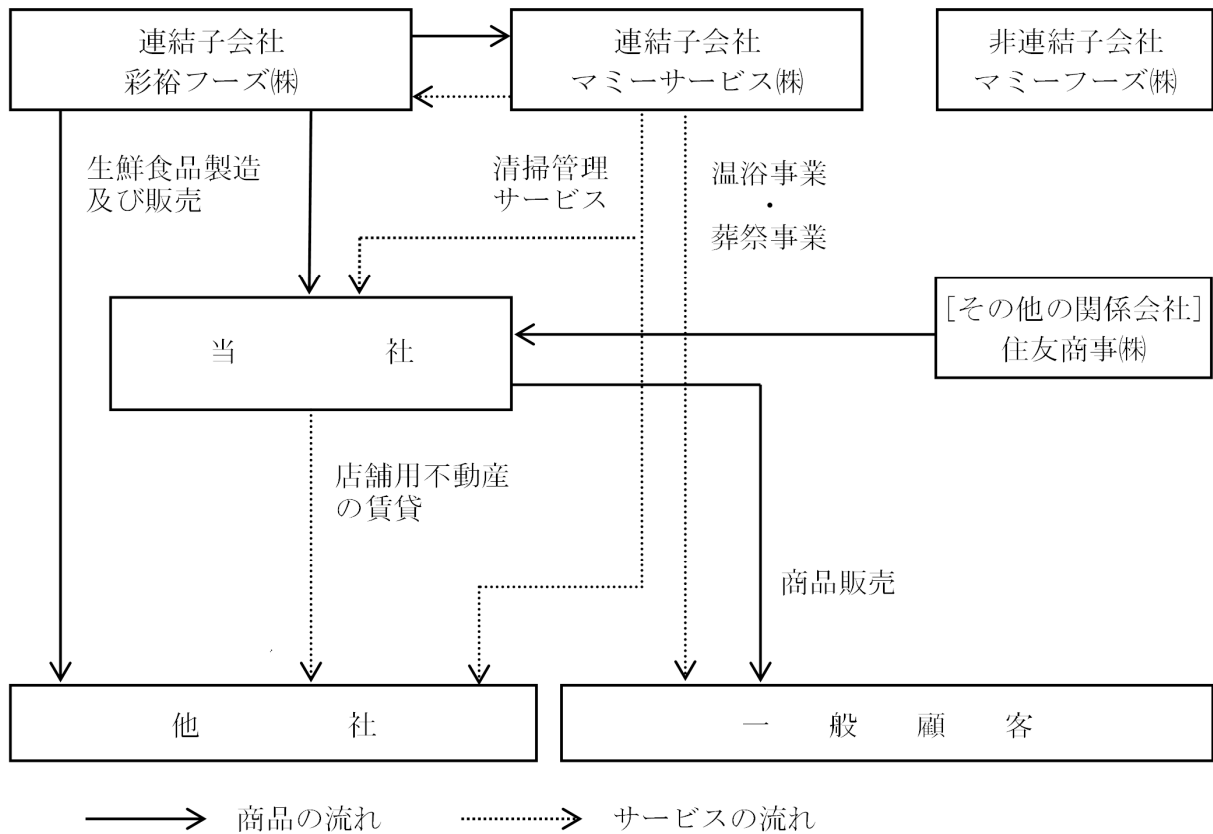 連結子会社
彩裕フーズ㈱
連結子会社
マミーサービス㈱
非連結子会社
マミーフーズ㈱
生鮮食品製造
及び販売
清掃管理
サービス
温浴事業
・
葬祭事業
[その他の関係会社]
住友商事㈱
当　　　社
店舗用不動産
の賃貸
商品販売
他　　　社
一　般　顧　客
商品の流れ
サービスの流れ